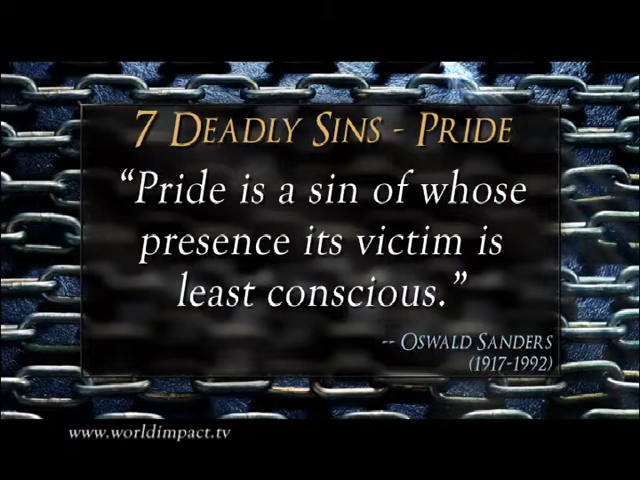 7 Deadly Sins - Pride
“Pride is a sin of whose
presence its victim is
least conscious.”
-- Oswald Sanders
(1917-1992)
www.worldimpact.tv